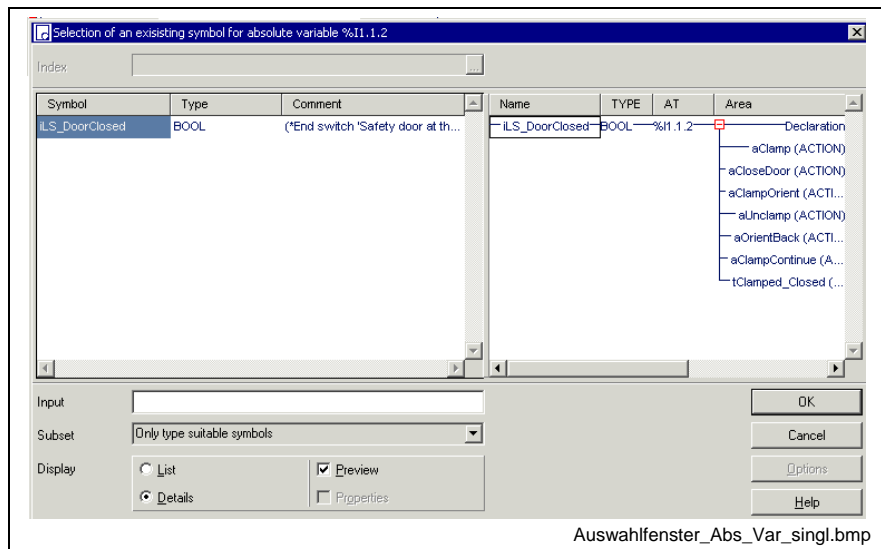 Selection of an exisisting symbol for absolute variable %I1.1.2
Index ...
Symbol Type Comment
iLS_DoorClosed BOOL (*End switch 'Safety door at th...
Name TYPE AT Area
iLS_DoorClosed BOOL %I1.1.2 Declaration
aClamp (ACTION)
aCloseDoor (ACTION)
aClampOrient (ACTI...
aUnclamp (ACTION)
aOrientBack (ACTI...
aClampContinue (A...
tClamped_Closed (...
Input
Subset Only type suitable symbols
Display List Preview
Details Properties
OK
Cancel
Options
Help
Auswahlfenster_Abs_Var_singl.bmp